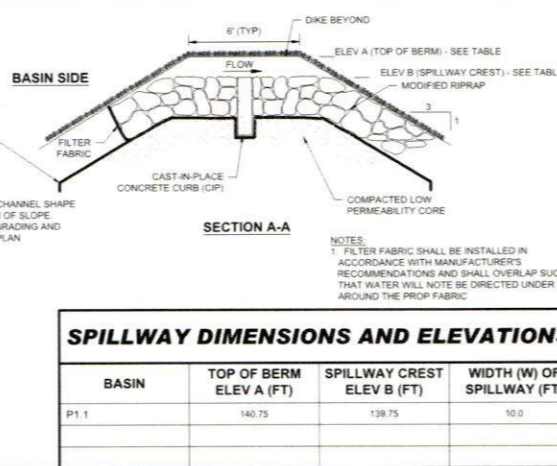 6' (TYP)
DIKE BEYOND
ELEV A (TOP OF BERM) - SEE TABLE
FLOW
BASIN SIDE
ELEV B (SPILLWAY CREST) - SEE TABL
MODIFIED RIPRAP
3
1
FILTER
FABRIC
CAST-IN-PLACE
CONCRETE CURB (CIP)
COMPACTED LOW
PERMEABILITY CORE
CHANNEL SHAPE
OF SLOPE.
GRADING AND
PLAN
SECTION A-A
NOTES:
1. FILTER FABRIC SHALL BE INSTALLED IN
ACCORDANCE WITH MANUFACTURER'S
RECOMMENDATIONS AND SHALL OVERLAP SUC
THAT WATER WILL NOTE BE DIRECTED UNDER
AROUND THE PROP FABRIC
SPILLWAY DIMENSIONS AND ELEVATIONS
BASIN
TOP OF BERM
ELEV A (FT)
SPILLWAY CREST
ELEV B (FT)
WIDTH (W) OF
SPILLWAY (FT
P1.1
140.75
139.75
10.0